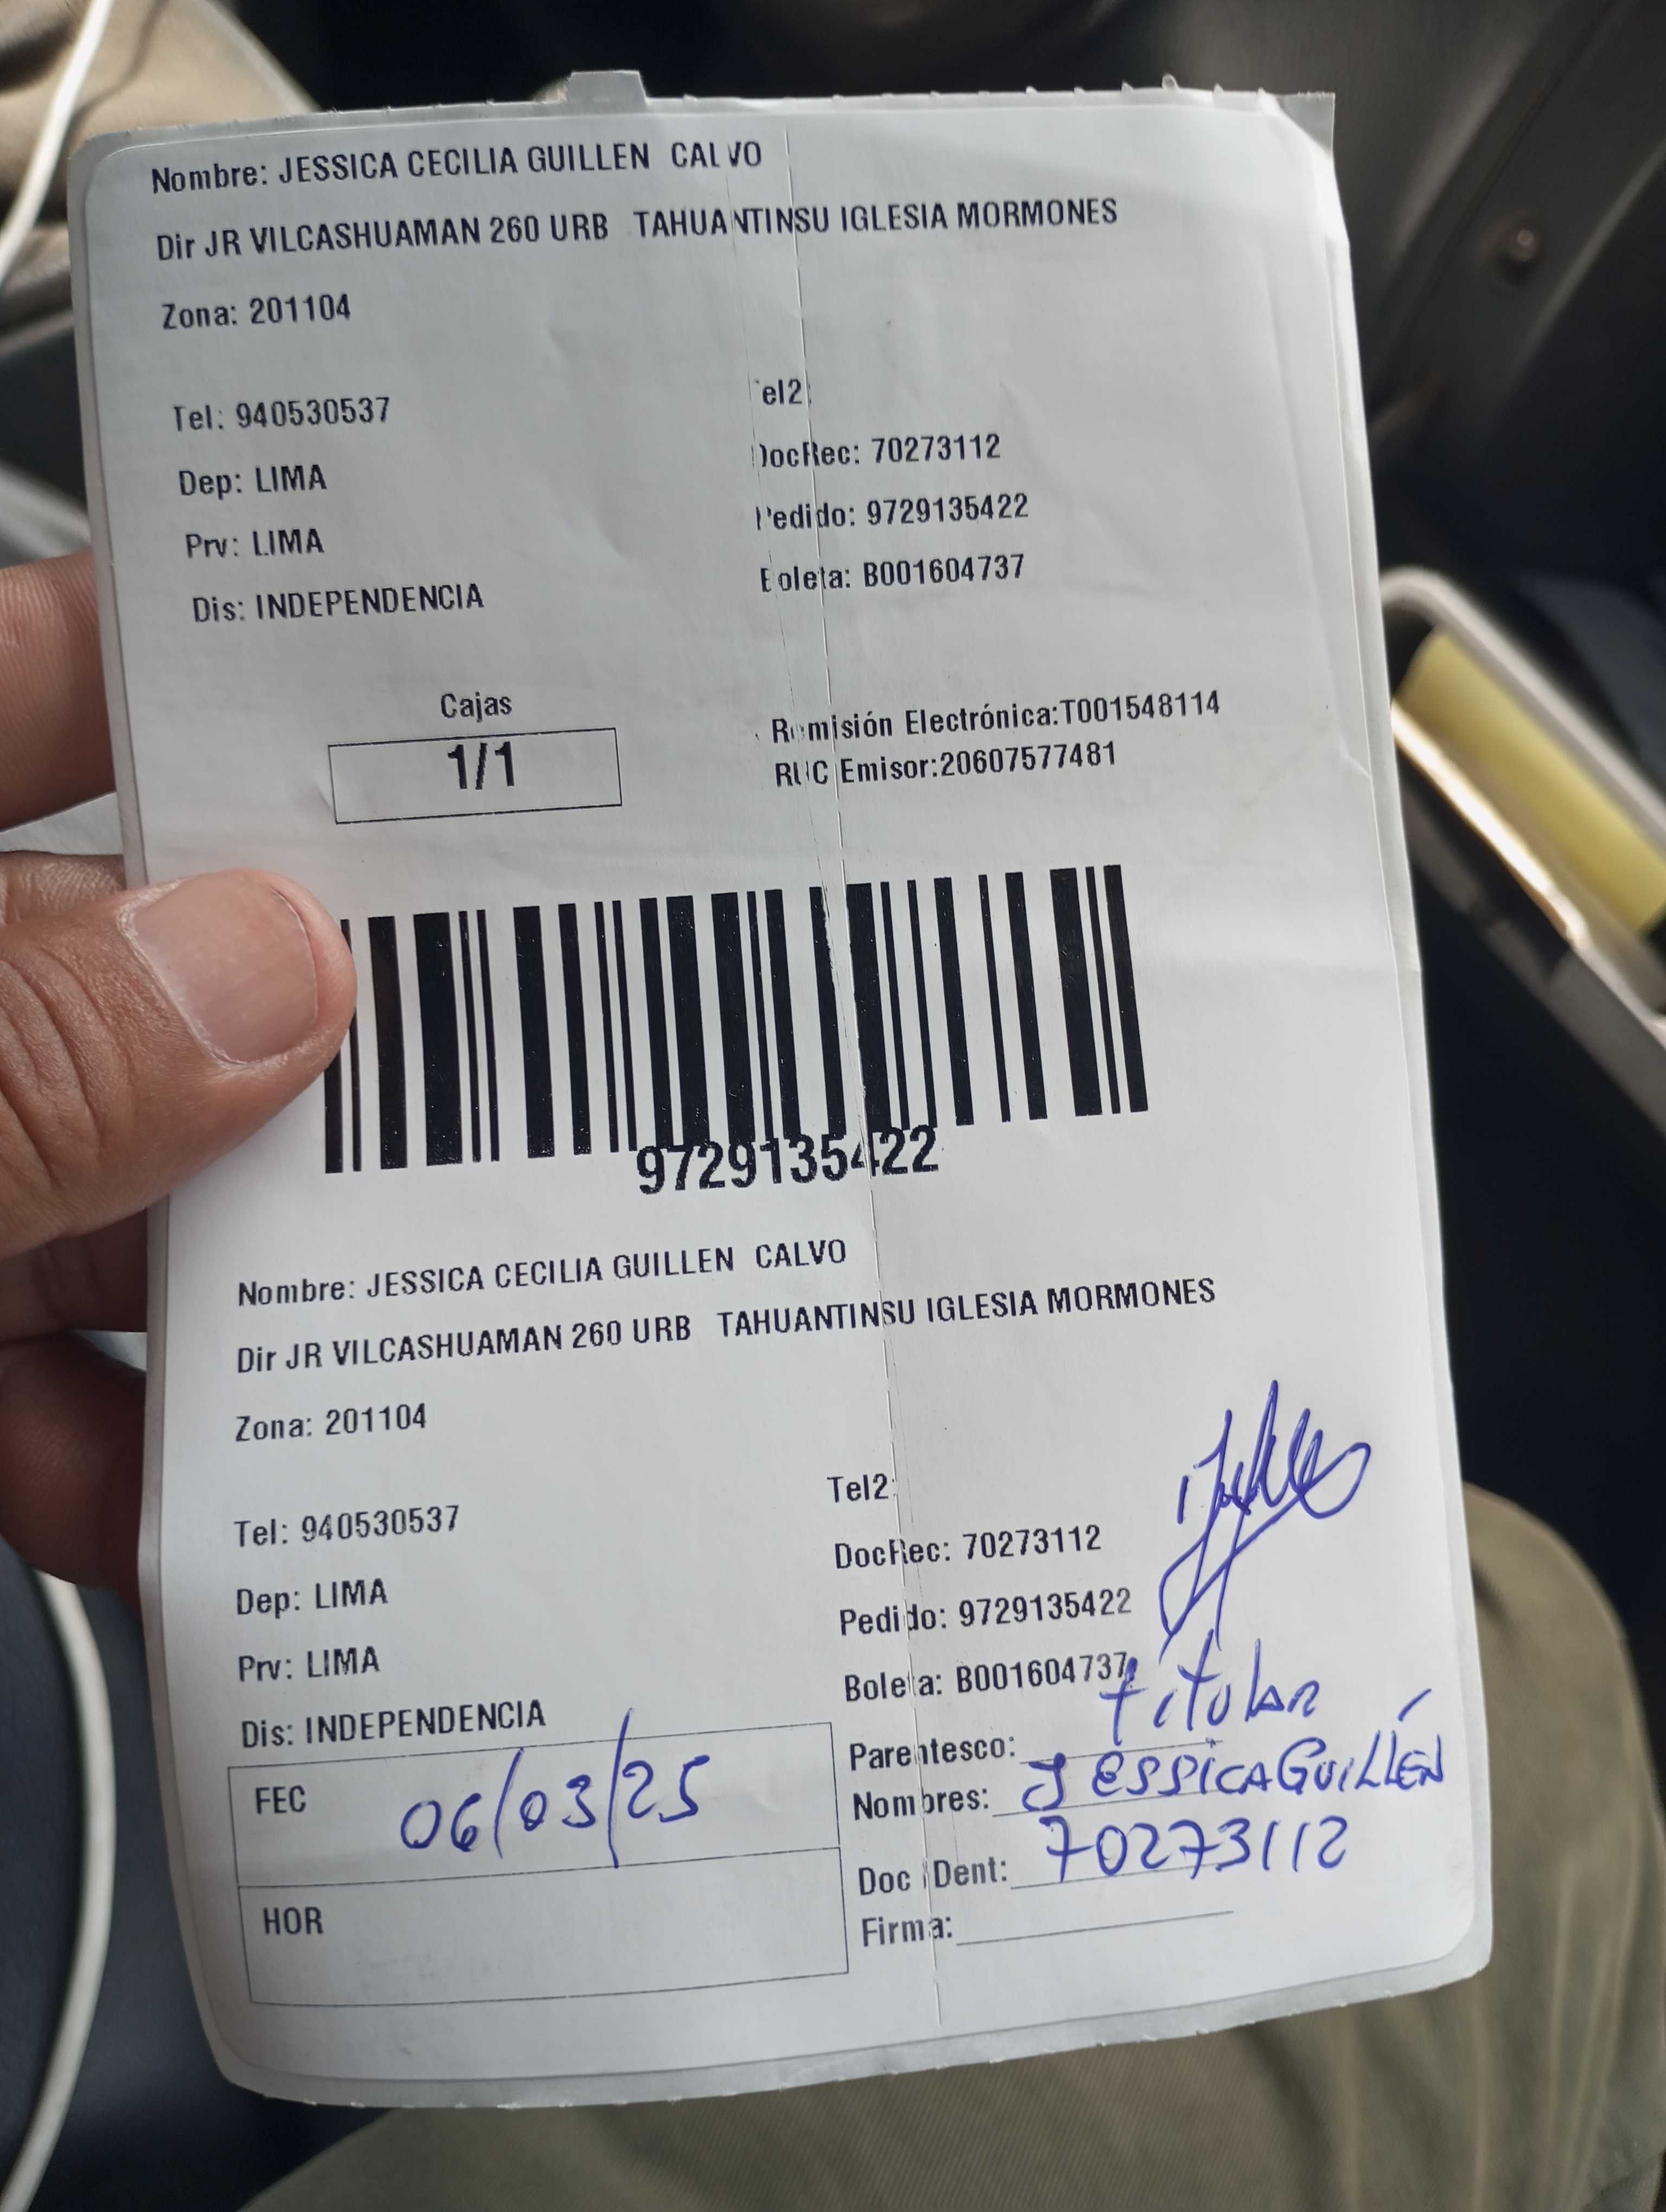 Nombre: JESSICA CECILIA GUILLEN CALVO
Dir JR VILCASHUAMAN 260 URB TAHUANTINSU IGLESIA MORMONES
Zona: 201104
Tel: 940530537
Tel2:
Dep: LIMA
DocRec: 70273112
Prv: LIMA
Pedido: 9729135422
Dis: INDEPENDENCIA
Boleta: B001604737
Cajas
1/1
Remisión Electrónica:T001548114
RUC Emisor:20607577481
9729135422
Nombre: JESSICA CECILIA GUILLEN CALVO
Dir JR VILCASHUAMAN 260 URB TAHUANTINSU IGLESIA MORMONES
Zona: 201104
Tel: 940530537
Tel2:
Dep: LIMA
DocRec: 70273112
Prv: LIMA
Pedido: 9729135422
Dis: INDEPENDENCIA
Boleta: B001604737
FEC 06/03/25
HOR
Parentesco: titular
Nombres: JESSICA GUILLÉN
Doc Dent: 70273112
Firma: